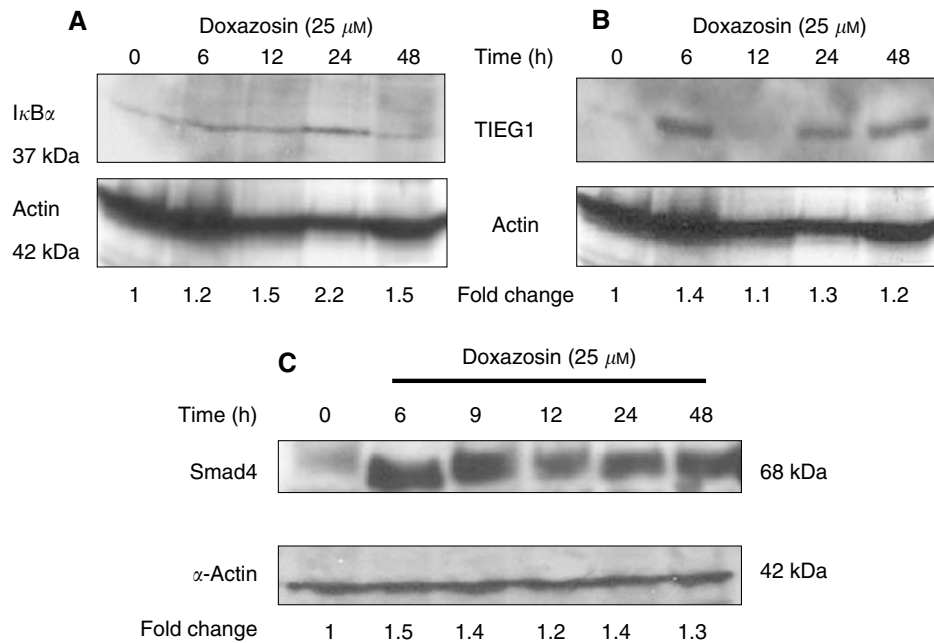 A
Doxazosin (25 μM)
0 6 12 24 48
IκBα
37 kDa
Actin
42 kDa
1 1.2 1.5 2.2 1.5
Time (h)
Fold change
B
Doxazosin (25 μM)
0 6 12 24 48
TIEG1
Actin
1 1.4 1.1 1.3 1.2
C
Doxazosin (25 μM)
Time (h) 0 6 9 12 24 48
Smad4 68 kDa
α-Actin 42 kDa
Fold change 1 1.5 1.4 1.2 1.4 1.3